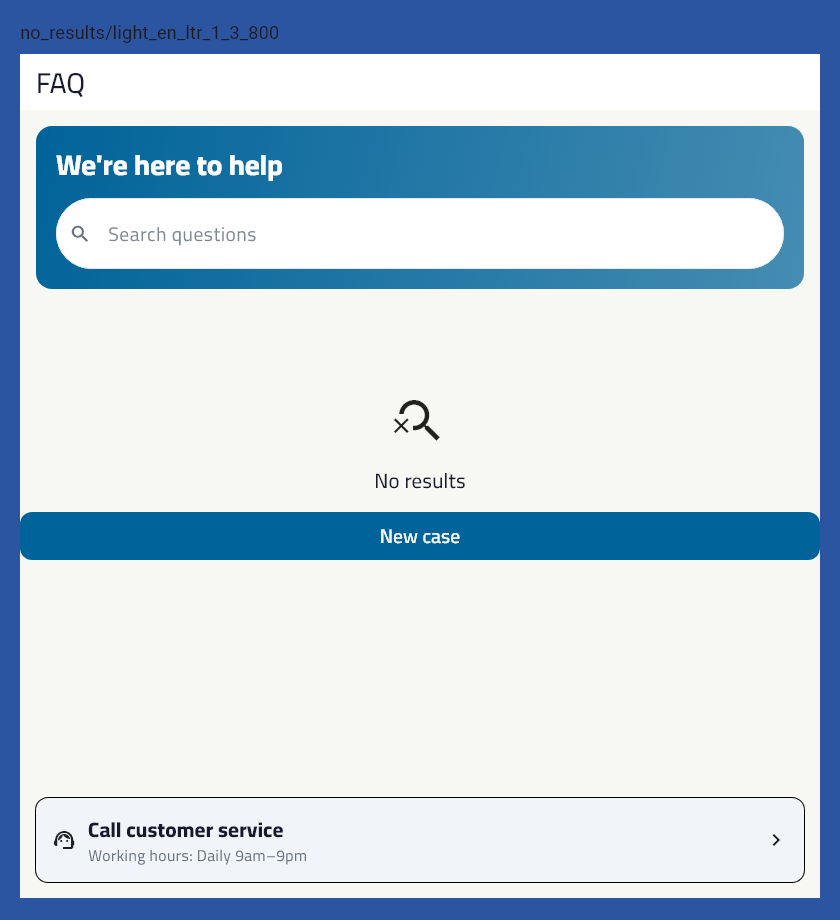 no_results/light_en_ltr_1_3_800
FAQ
We're here to help
Search questions
No results
New case
Call customer service
Working hours: Daily 9am–9pm